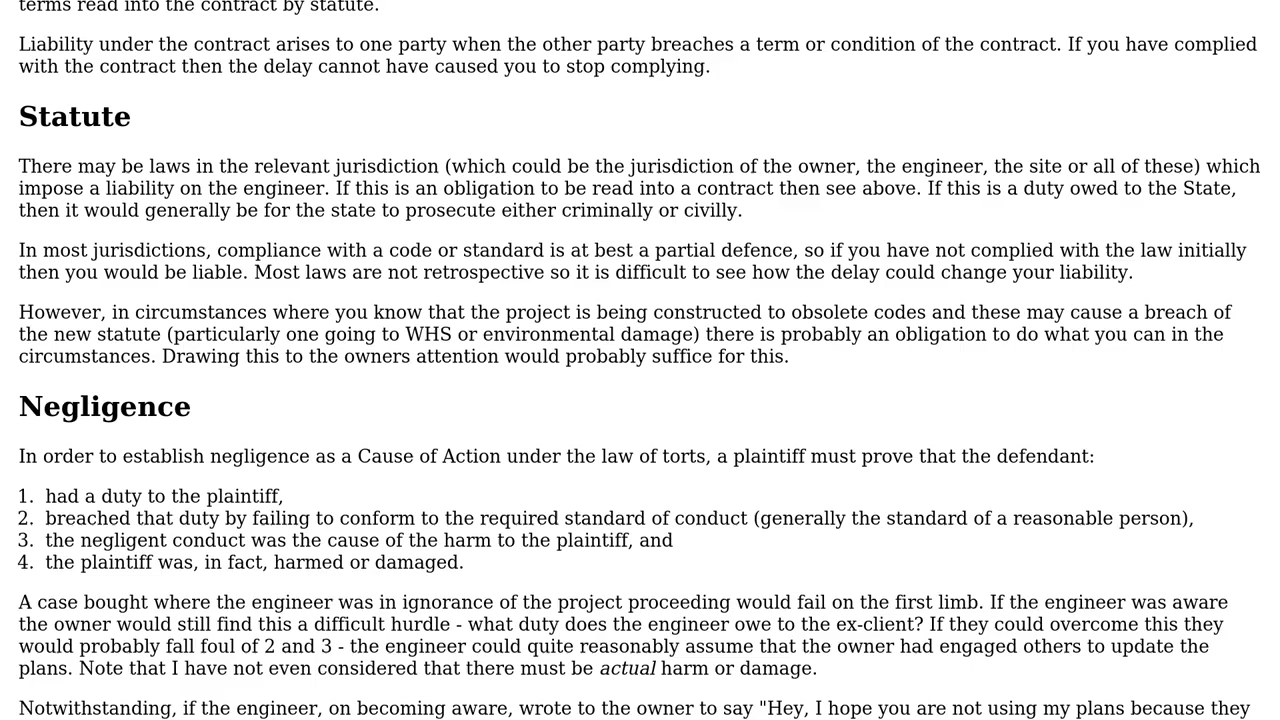 terms read into the contract by statute.
Liability under the contract arises to one party when the other party breaches a term or condition of the contract. If you have complied
with the contract then the delay cannot have caused you to stop complying.
Statute
There may be laws in the relevant jurisdiction (which could be the jurisdiction of the owner, the engineer, the site or all of these) which
impose a liability on the engineer. If this is an obligation to be read into a contract then see above. If this is a duty owed to the State,
then it would generally be for the state to prosecute either criminally or civilly.
In most jurisdictions, compliance with a code or standard is at best a partial defence, so if you have not complied with the law initially
then you would be liable. Most laws are not retrospective so it is difficult to see how the delay could change your liability.
However, in circumstances where you know that the project is being constructed to obsolete codes and these may cause a breach of
the new statute (particularly one going to WHS or environmental damage) there is probably an obligation to do what you can in the
circumstances. Drawing this to the owners attention would probably suffice for this.
Negligence
In order to establish negligence as a Cause of Action under the law of torts, a plaintiff must prove that the defendant:
1. had a duty to the plaintiff,
2. breached that duty by failing to conform to the required standard of conduct (generally the standard of a reasonable person),
3. the negligent conduct was the cause of the harm to the plaintiff, and
4. the plaintiff was, in fact, harmed or damaged.
A case bought where the engineer was in ignorance of the project proceeding would fail on the first limb. If the engineer was aware
the owner would still find this a difficult hurdle - what duty does the engineer owe to the ex-client? If they could overcome this they
would probably fall foul of 2 and 3 - the engineer could quite reasonably assume that the owner had engaged others to update the
plans. Note that I have not even considered that there must be actual harm or damage.
Notwithstanding, if the engineer, on becoming aware, wrote to the owner to say "Hey, I hope you are not using my plans because they